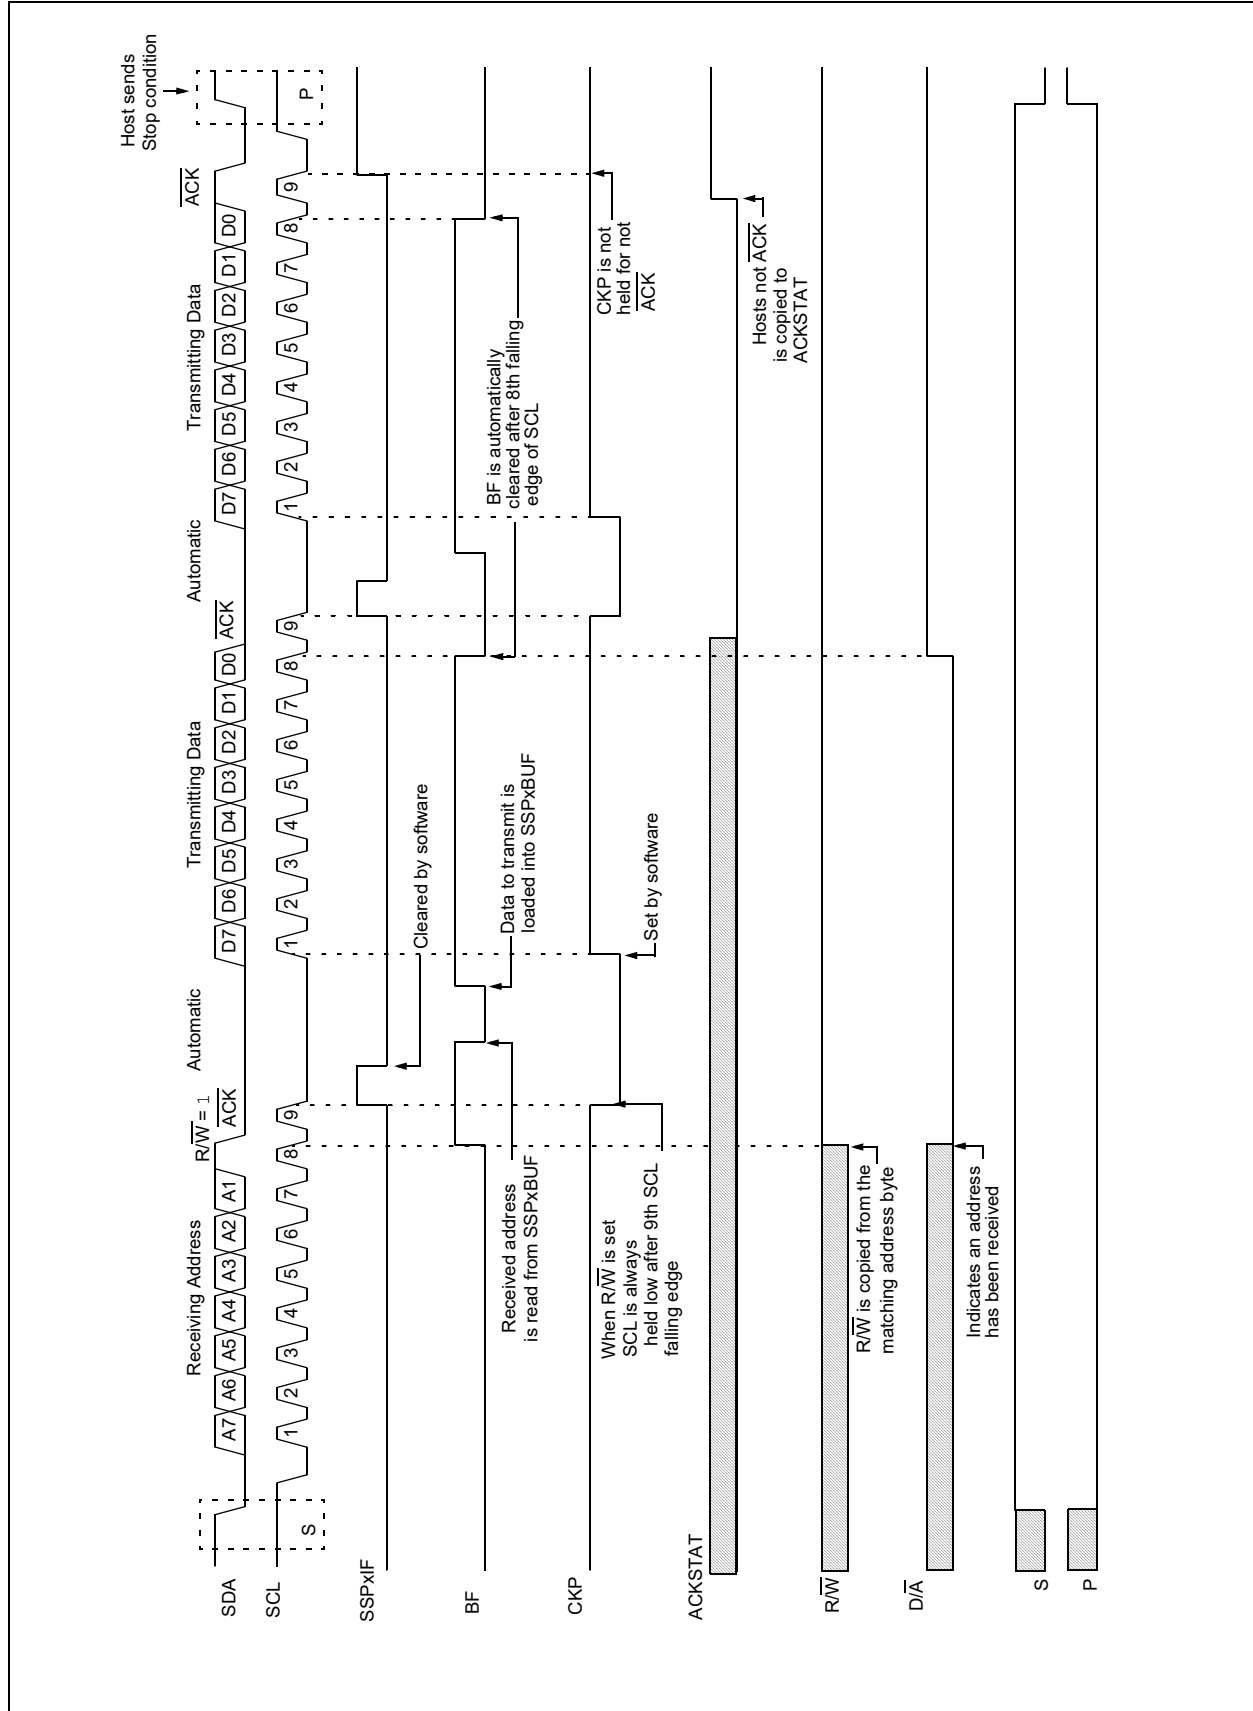 Host sends
Stop condition
Receiving Address
R/W = 1
ACK
Automatic
Transmitting Data
ACK
Automatic
Transmitting Data
ACK
SDA
A7 A6 A5 A4 A3 A2 A1
D7 D6 D5 D4 D3 D2 D1 D0
D7 D6 D5 D4 D3 D2 D1 D0
SCL
S
1 2 3 4 5 6 7 8 9
1 2 3 4 5 6 7 8 9
1 2 3 4 5 6 7 8 9
P
SSPxIF
Cleared by software
BF
Received address
is read from SSPxBUF
Data to transmit is
loaded into SSPxBUF
BF is automatically
cleared after 8th falling
edge of SCL
CKP
When R/W is set
SCL is always
held low after 9th SCL
falling edge
Set by software
CKP is not
held for not
ACK
ACKSTAT
Hosts not ACK
is copied to
ACKSTAT
R/W
R/W is copied from the
matching address byte
D/A
Indicates an address
has been received
S
P